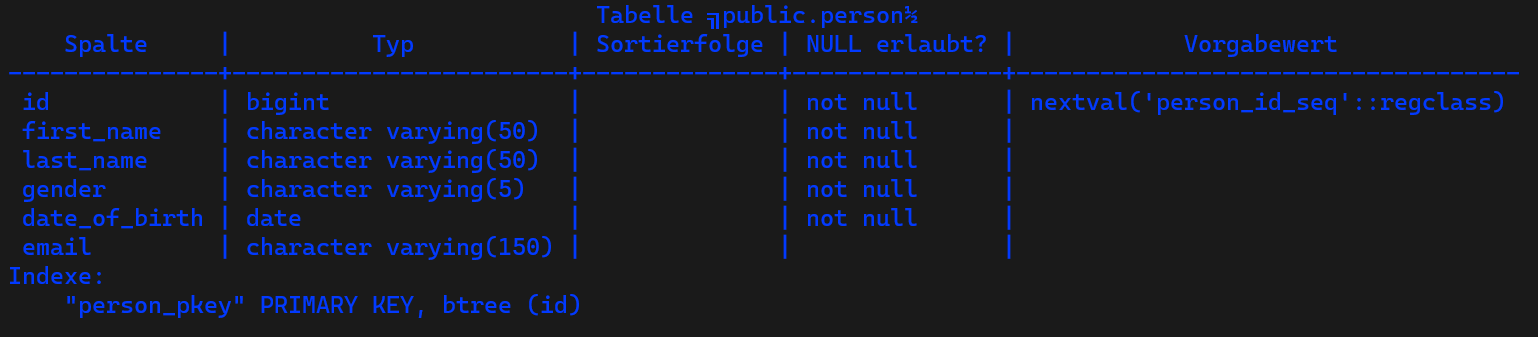 Tabelle ╗public.person½
Spalte | Typ | Sortierfolge | NULL erlaubt? | Vorgabewert
---------------+------------------------+--------------+---------------+------------------------------------
id | bigint | | not null | nextval('person_id_seq'::regclass)
first_name | character varying(50) | | not null |
last_name | character varying(50) | | not null |
gender | character varying(5) | | not null |
date_of_birth | date | | not null |
email | character varying(150) | | |
Indexe:
"person_pkey" PRIMARY KEY, btree (id)